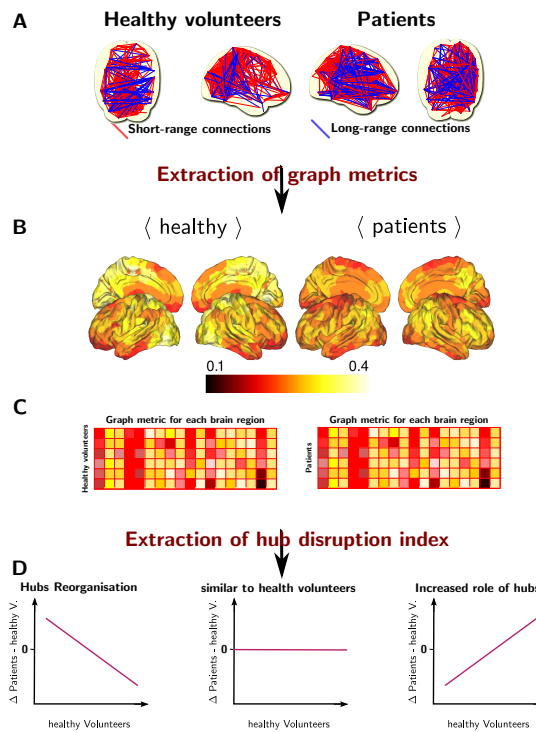 A
Healthy volunteers
Patients
Short-range connections
Long-range connections
Extraction of graph metrics
B
⟨ healthy ⟩
⟨ patients ⟩
0.1
0.4
C
Graph metric for each brain region
Graph metric for each brain region
Healthy volunteers
Patients
Extraction of hub disruption index
D
Hubs Reorganisation
similar to health volunteers
Increased role of hubs
Δ Patients - healthy V.
0
healthy Volunteers
Δ Patients - healthy V.
0
healthy Volunteers
Δ Patients - healthy V.
0
healthy Volunteers